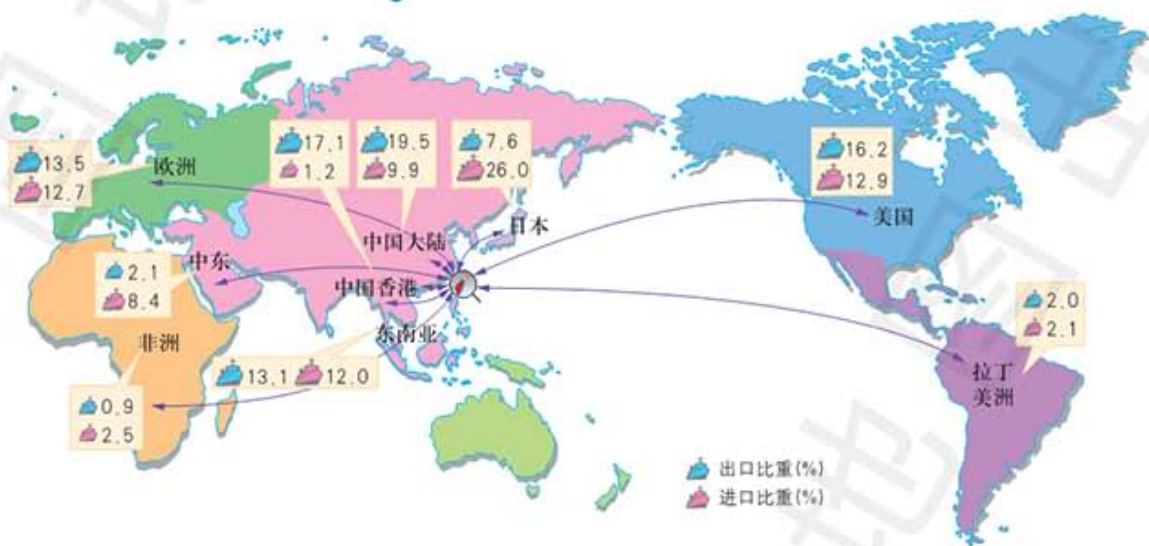 17.1
1.2
19.5
9.9
7.6
26.0
13.5
12.7
欧洲
16.2
12.9
美国
日本
中国大陆
中东
2.1
8.4
中国香港
2.0
2.1
东南亚
非洲
13.1 12.0
拉丁
美洲
0.9
2.5
出口比重(%)
进口比重(%)